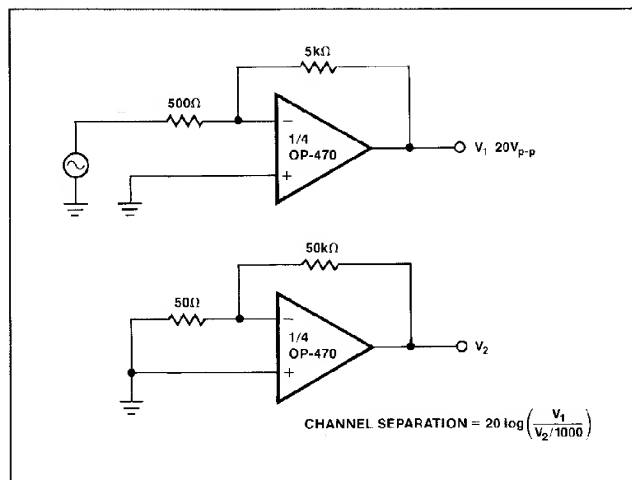 5kΩ
500Ω
−
1/4
OP-470
+
V₁ 20Vp-p
50kΩ
50Ω
−
1/4
OP-470
+
V₂
CHANNEL SEPARATION = 20 log(V₁ / V₂/1000)